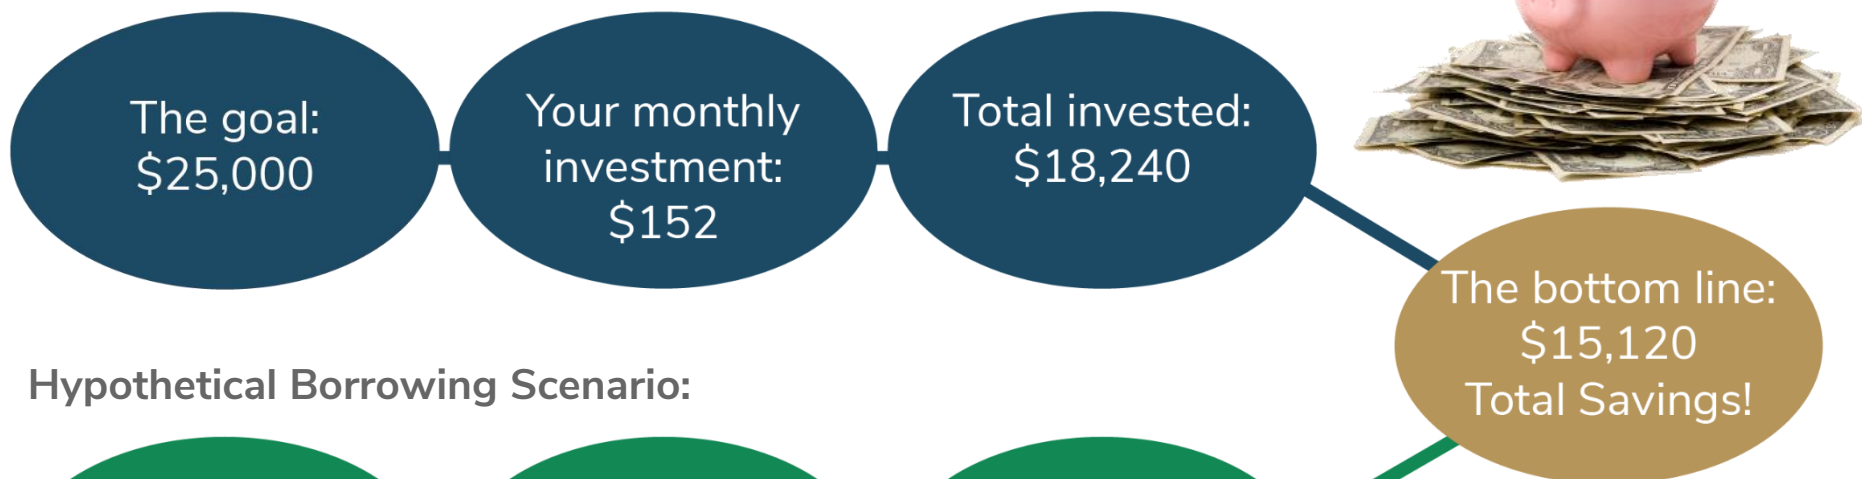 The goal:
$25,000
Your monthly
investment:
$152
Total invested:
$18,240
The bottom line:
$15,120
Total Savings!
Hypothetical Borrowing Scenario: